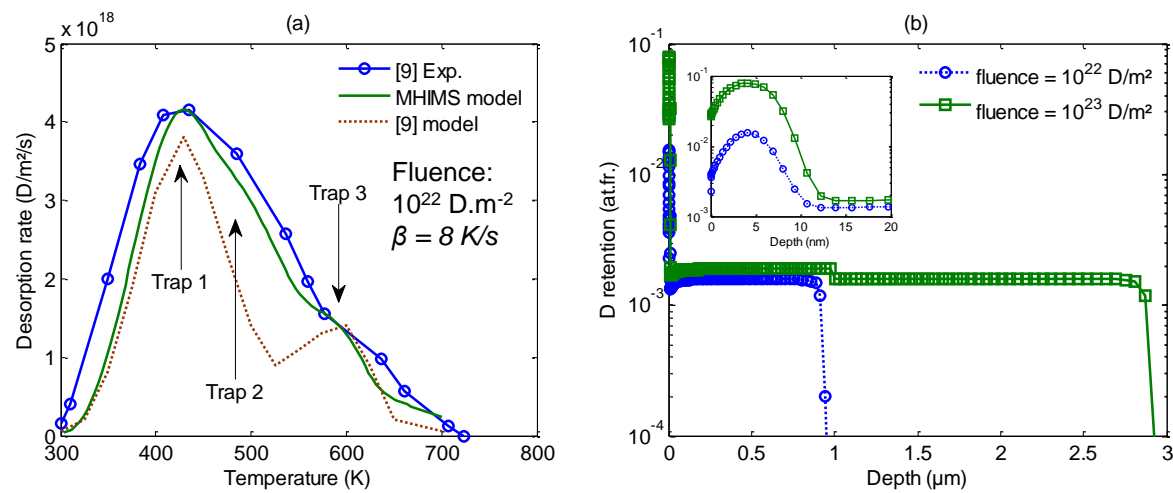 (a)
x 10^18
5
4
3
2
1
0
300 400 500 600 700 800
Desorption rate (D/m²/s)
Temperature (K)
[9] Exp.
MHIMS model
[9] model
Fluence:
10^22 D.m^-2
β = 8 K/s
Trap 1
Trap 2
Trap 3
(b)
10^-1
10^-2
10^-3
10^-4
0 0.5 1 1.5 2 2.5 3
D retention (at.fr.)
Depth (µm)
fluence = 10^22 D/m²
fluence = 10^23 D/m²
10^-1
10^-2
10^-3
0 5 10 15 20
Depth (nm)